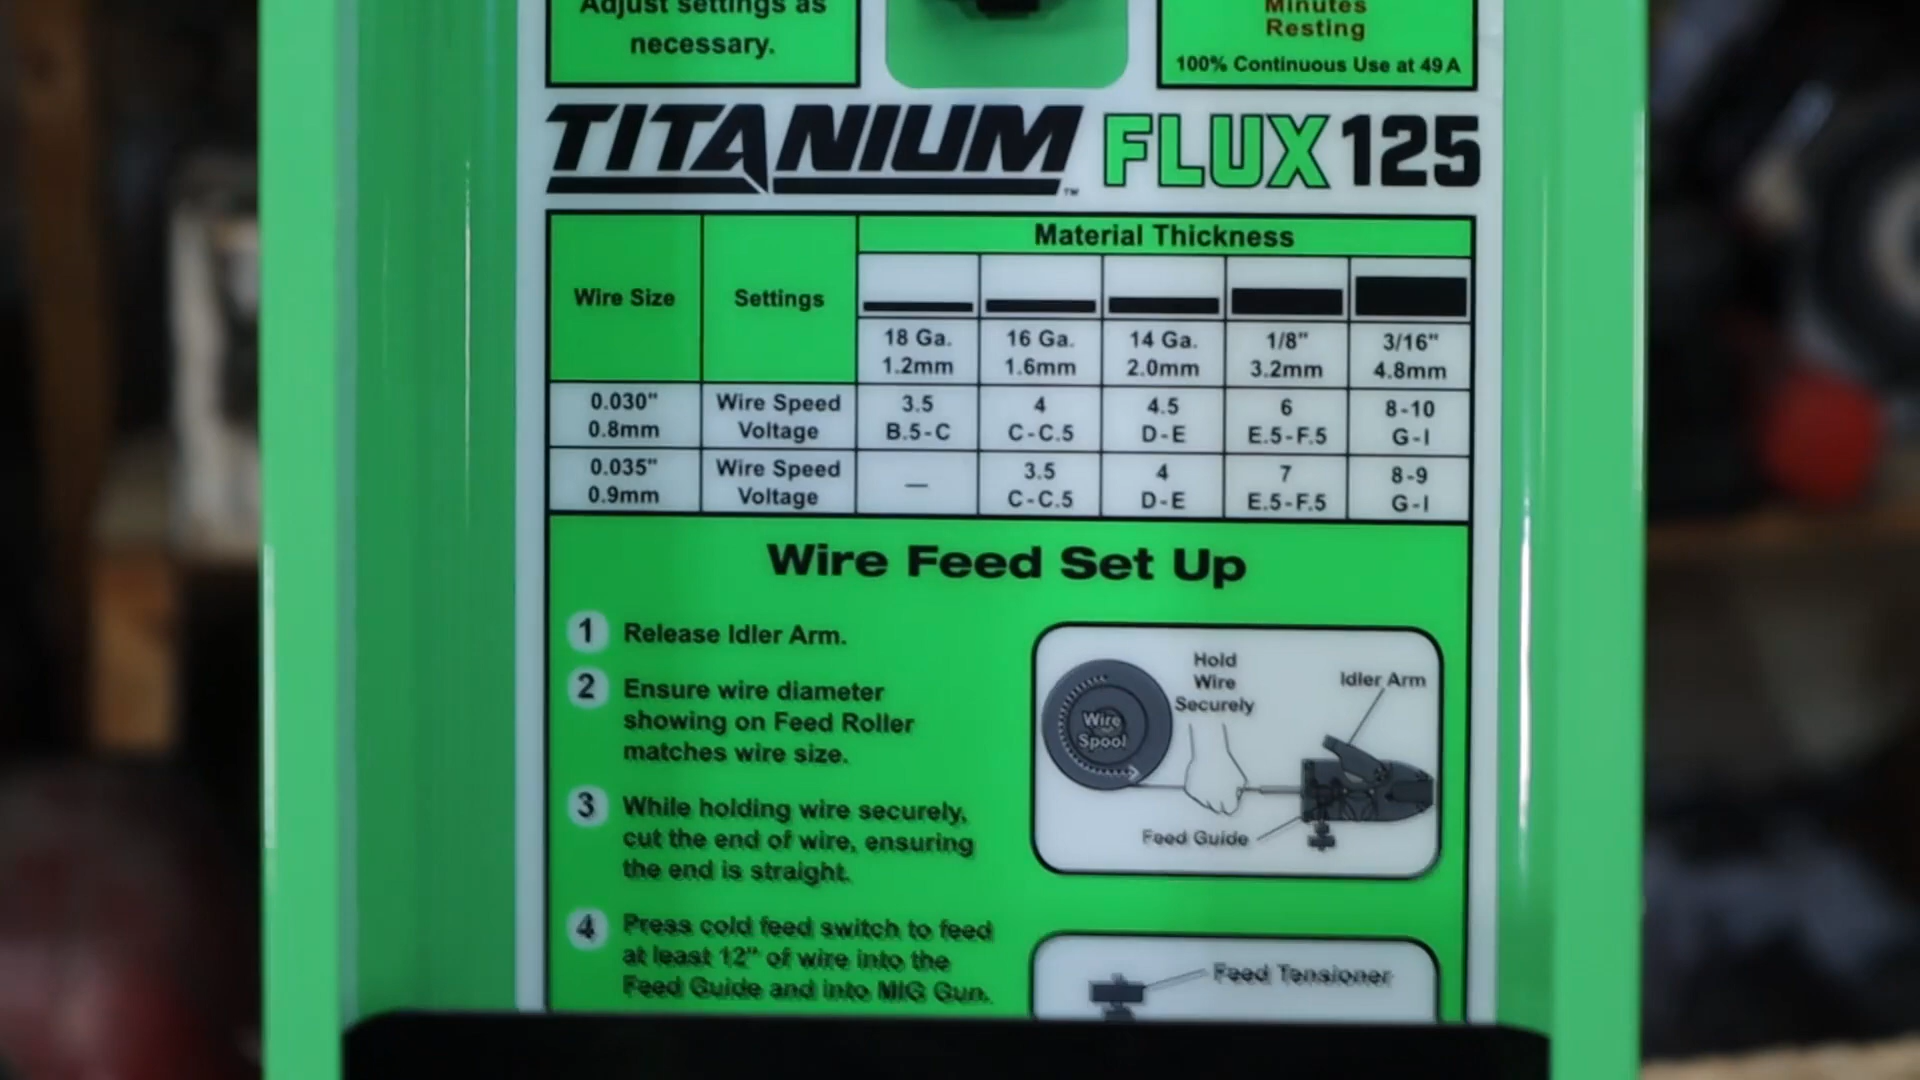 Adjust settings as
necessary.
Minutes
Resting
100% Continuous Use at 49A
TITANIUM™ FLUX 125
Material Thickness
Wire Size Settings
18 Ga. 16 Ga. 14 Ga. 1/8" 3/16"
1.2mm 1.6mm 2.0mm 3.2mm 4.8mm
0.030" Wire Speed 3.5 4 4.5 6 8-10
0.8mm Voltage B.5-C C-C.5 D-E E.5-F.5 G-I
0.035" Wire Speed — 3.5 4 7 8-9
0.9mm Voltage C-C.5 D-E E.5-F.5 G-I
Wire Feed Set Up
1 Release Idler Arm.
2 Ensure wire diameter
showing on Feed Roller
matches wire size.
3 While holding wire securely,
cut the end of wire, ensuring
the end is straight.
4 Press cold feed switch to feed
at least 12" of wire into the
Feed Guide and into MIG Gun.
Hold
Wire
Securely
Idler Arm
Wire
Spool
Feed Guide
Feed Tensioner